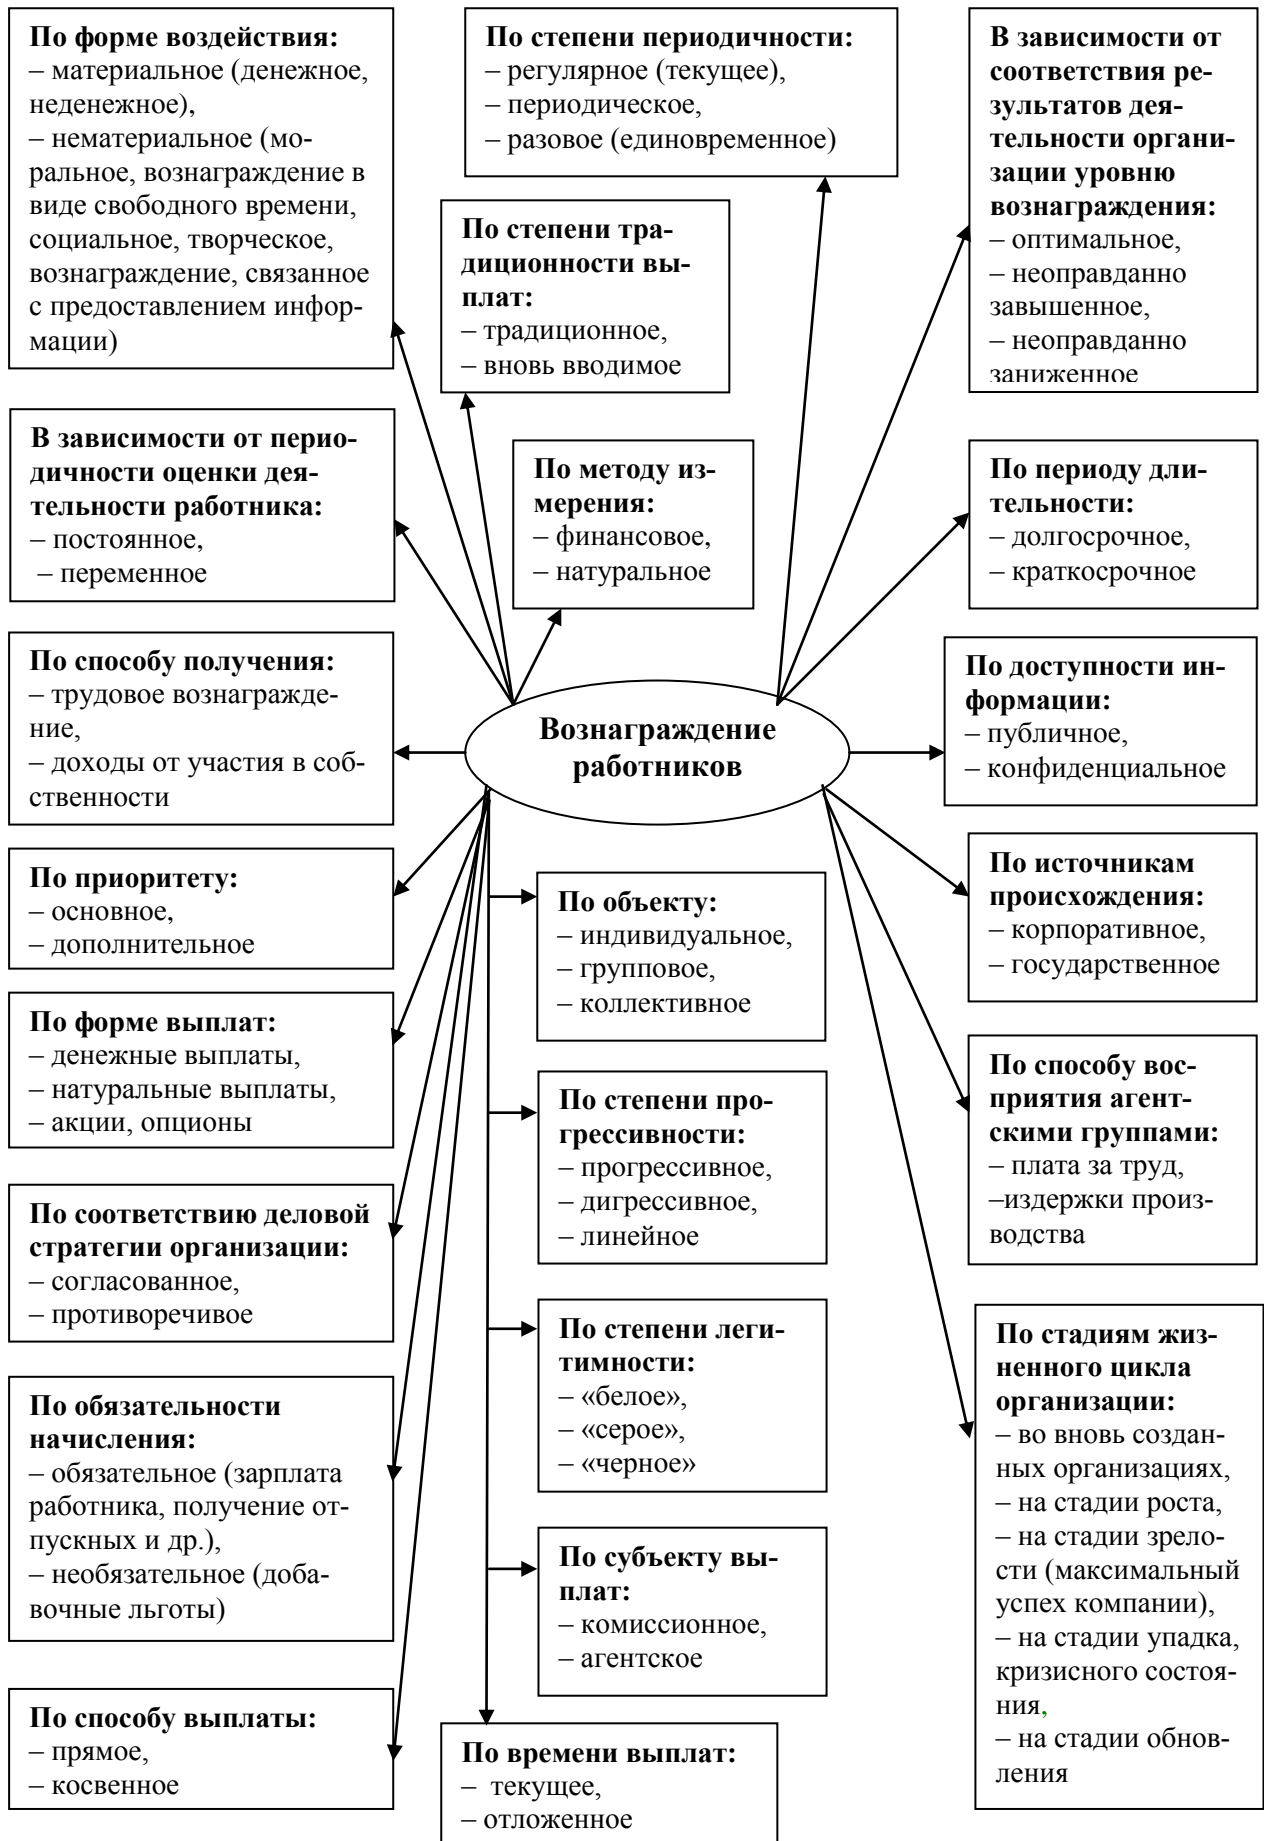 По форме воздействия:
– материальное (денежное,
неденежное),
– нематериальное (мо-
ральное, вознаграждение в
виде свободного времени,
социальное, творческое,
вознаграждение, связанное
с предоставлением инфор-
мации)
По степени периодичности:
– регулярное (текущее),
– периодическое,
– разовое (единовременное)
В зависимости от
соответствия ре-
зультатов дея-
тельности органи-
зации уровню
вознаграждения:
– оптимальное,
– неоправданно
завышенное,
– неоправданно
заниженное
По степени тра-
диционности вы-
плат:
– традиционное,
– вновь вводимое
В зависимости от перио-
дичности оценки дея-
тельности работника:
– постоянное,
– переменное
По методу из-
мерения:
– финансовое,
– натуральное
По периоду дли-
тельности:
– долгосрочное,
– краткосрочное
По способу получения:
– трудовое вознагражде-
ние,
– доходы от участия в соб-
ственности
Вознаграждение
работников
По доступности ин-
формации:
– публичное,
– конфиденциальное
По приоритету:
– основное,
– дополнительное
По объекту:
– индивидуальное,
– групповое,
– коллективное
По источникам
происхождения:
– корпоративное,
– государственное
По форме выплат:
– денежные выплаты,
– натуральные выплаты,
– акции, опционы
По степени про-
грессивности:
– прогрессивное,
– дигрессивное,
– линейное
По способу вос-
приятия агент-
скими группами:
– плата за труд,
–издержки произ-
водства
По соответствию деловой
стратегии организации:
– согласованное,
– противоречивое
По степени леги-
тимности:
– «белое»,
– «серое»,
– «черное»
По стадиям жиз-
ненного цикла
организации:
– во вновь создан-
ных организациях,
– на стадии роста,
– на стадии зрело-
сти (максимальный
успех компании),
– на стадии упадка,
кризисного состоя-
ния,
– на стадии обнов-
ления
По обязательности
начисления:
– обязательное (зарплата
работника, получение от-
пускных и др.),
– необязательное (доба-
вочные льготы)
По субъекту вы-
плат:
– комиссионное,
– агентское
По способу выплаты:
– прямое,
– косвенное
По времени выплат:
– текущее,
– отложенное